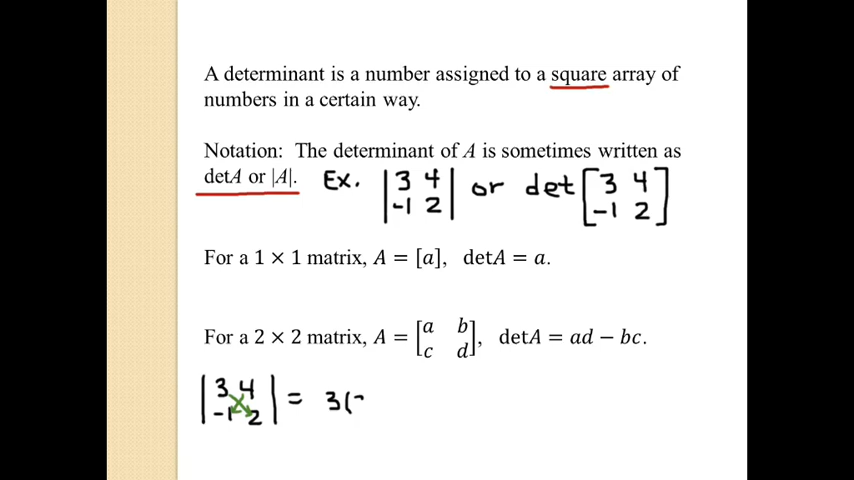 A determinant is a number assigned to a square array of
numbers in a certain way.
Notation: The determinant of A is sometimes written as
detA or |A|. Ex. |3 4| or det [3 4]
|-1 2| [-1 2]
For a 1 × 1 matrix, A = [a], detA = a.
For a 2 × 2 matrix, A = [a b], detA = ad − bc.
[c d]
|3 4| = 3(
|-1 2|